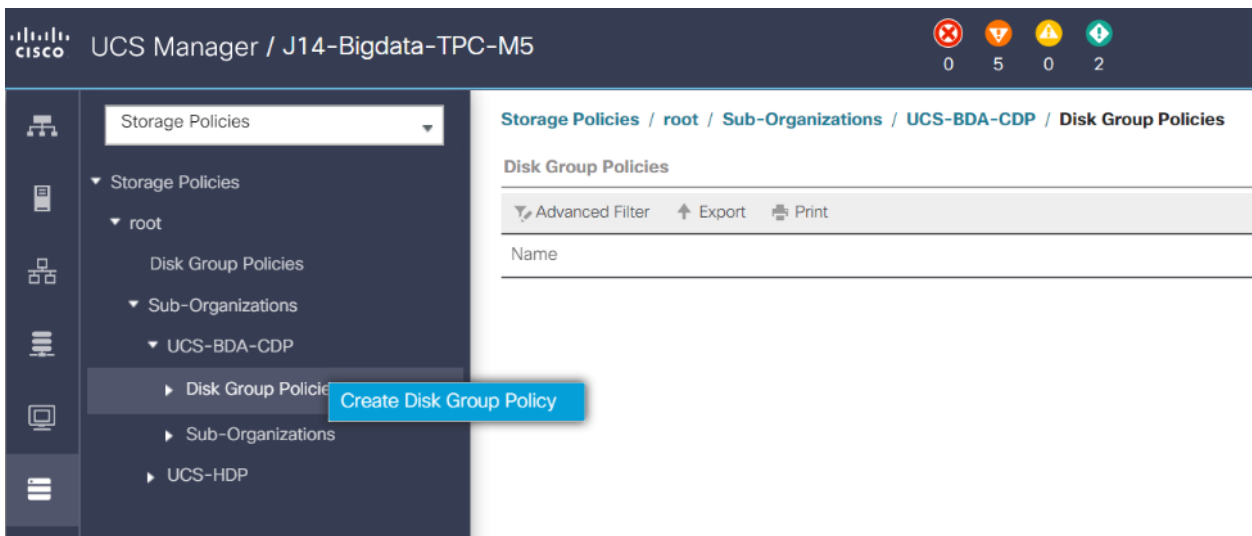 cisco UCS Manager / J14-Bigdata-TPC-M5
0 5 0 2
Storage Policies
Storage Policies
root
Disk Group Policies
Sub-Organizations
UCS-BDA-CDP
Disk Group Policie
Create Disk Group Policy
Sub-Organizations
UCS-HDP
Storage Policies / root / Sub-Organizations / UCS-BDA-CDP / Disk Group Policies
Disk Group Policies
Advanced Filter Export Print
Name